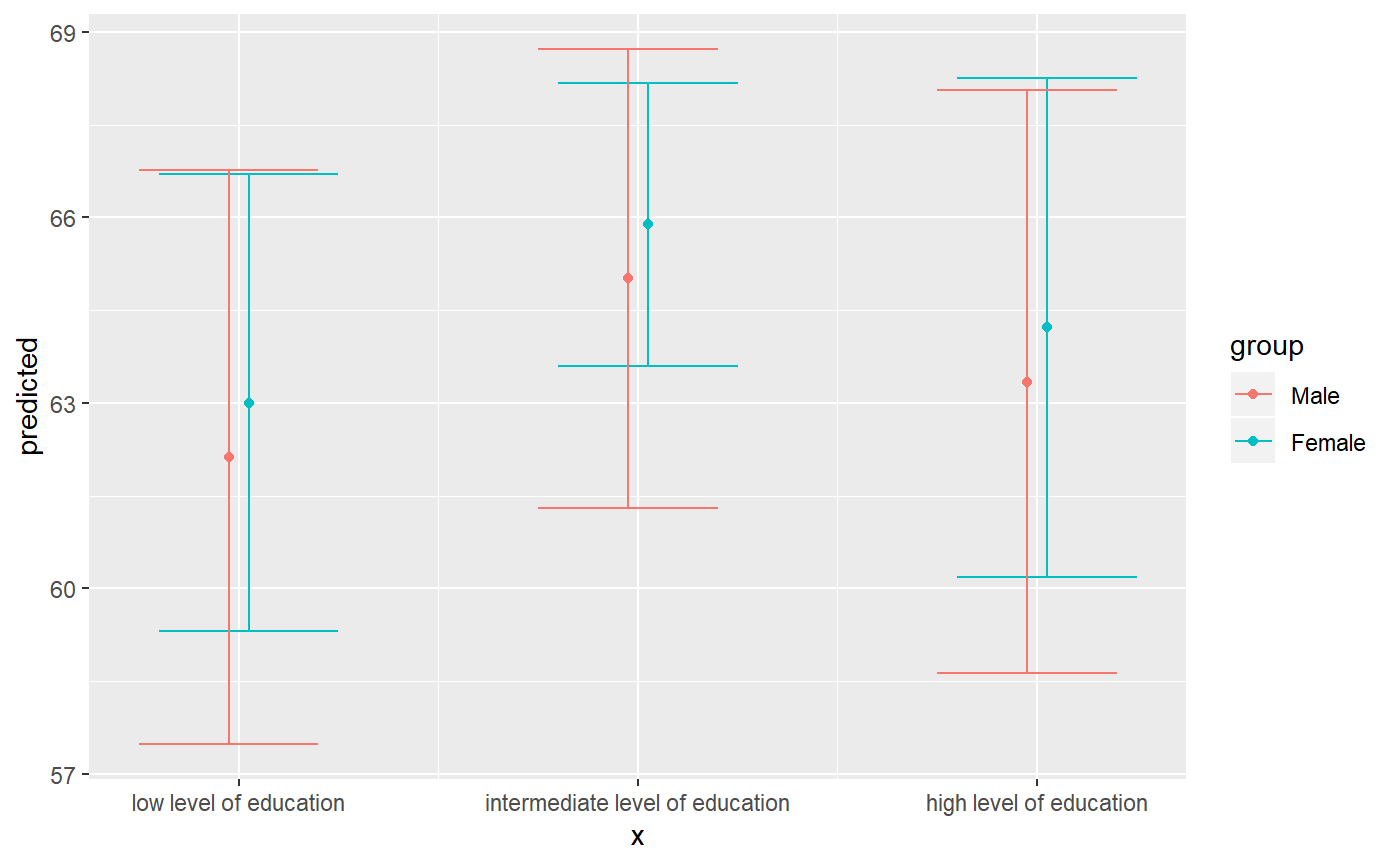 69
66
63
60
57
predicted
low level of education
intermediate level of education
high level of education
x
group
Male
Female